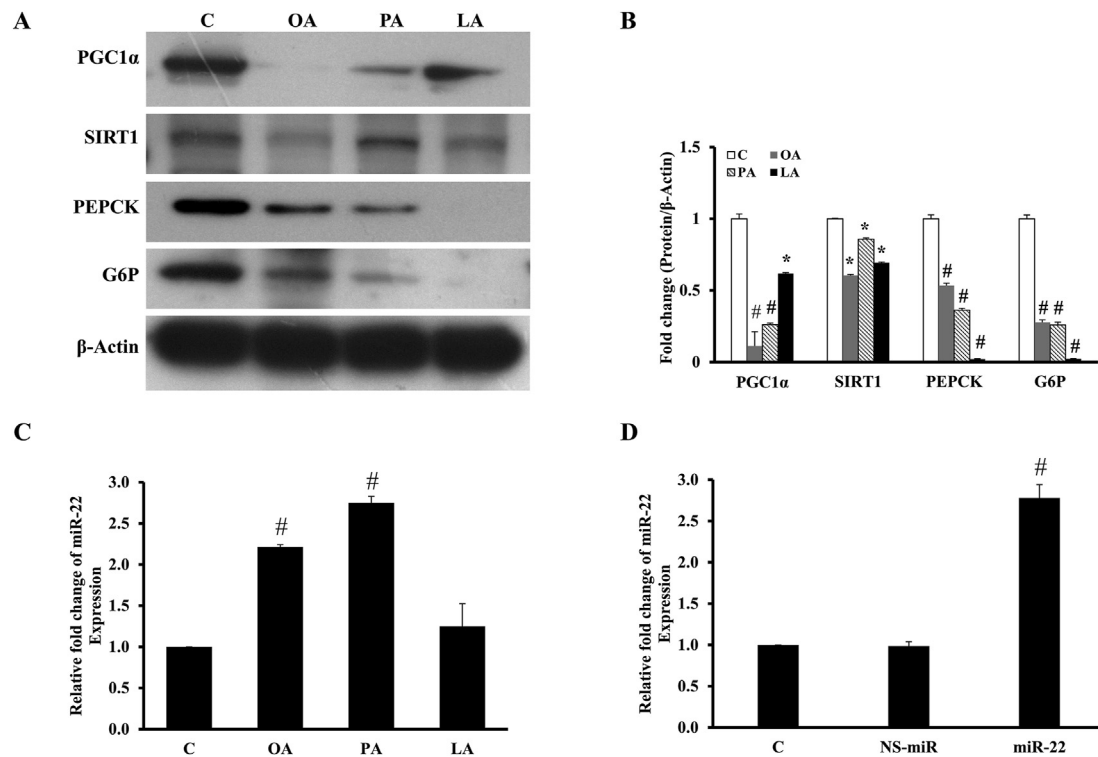 A
C OA PA LA
PGC1α
SIRT1
PEPCK
G6P
β-Actin
B
Fold change (Protein/β-Actin)
1.5
1
0.5
0
C OA
PA LA
# # *
* * *
# # #
# # #
PGC1α SIRT1 PEPCK G6P
C
Relative fold change of miR-22
Expression
3.0
2.5
2.0
1.5
1.0
0.5
0.0
# #
C OA PA LA
D
Relative fold change of miR-22
Expression
3.0
2.5
2.0
1.5
1.0
0.5
0.0
#
C NS-miR miR-22